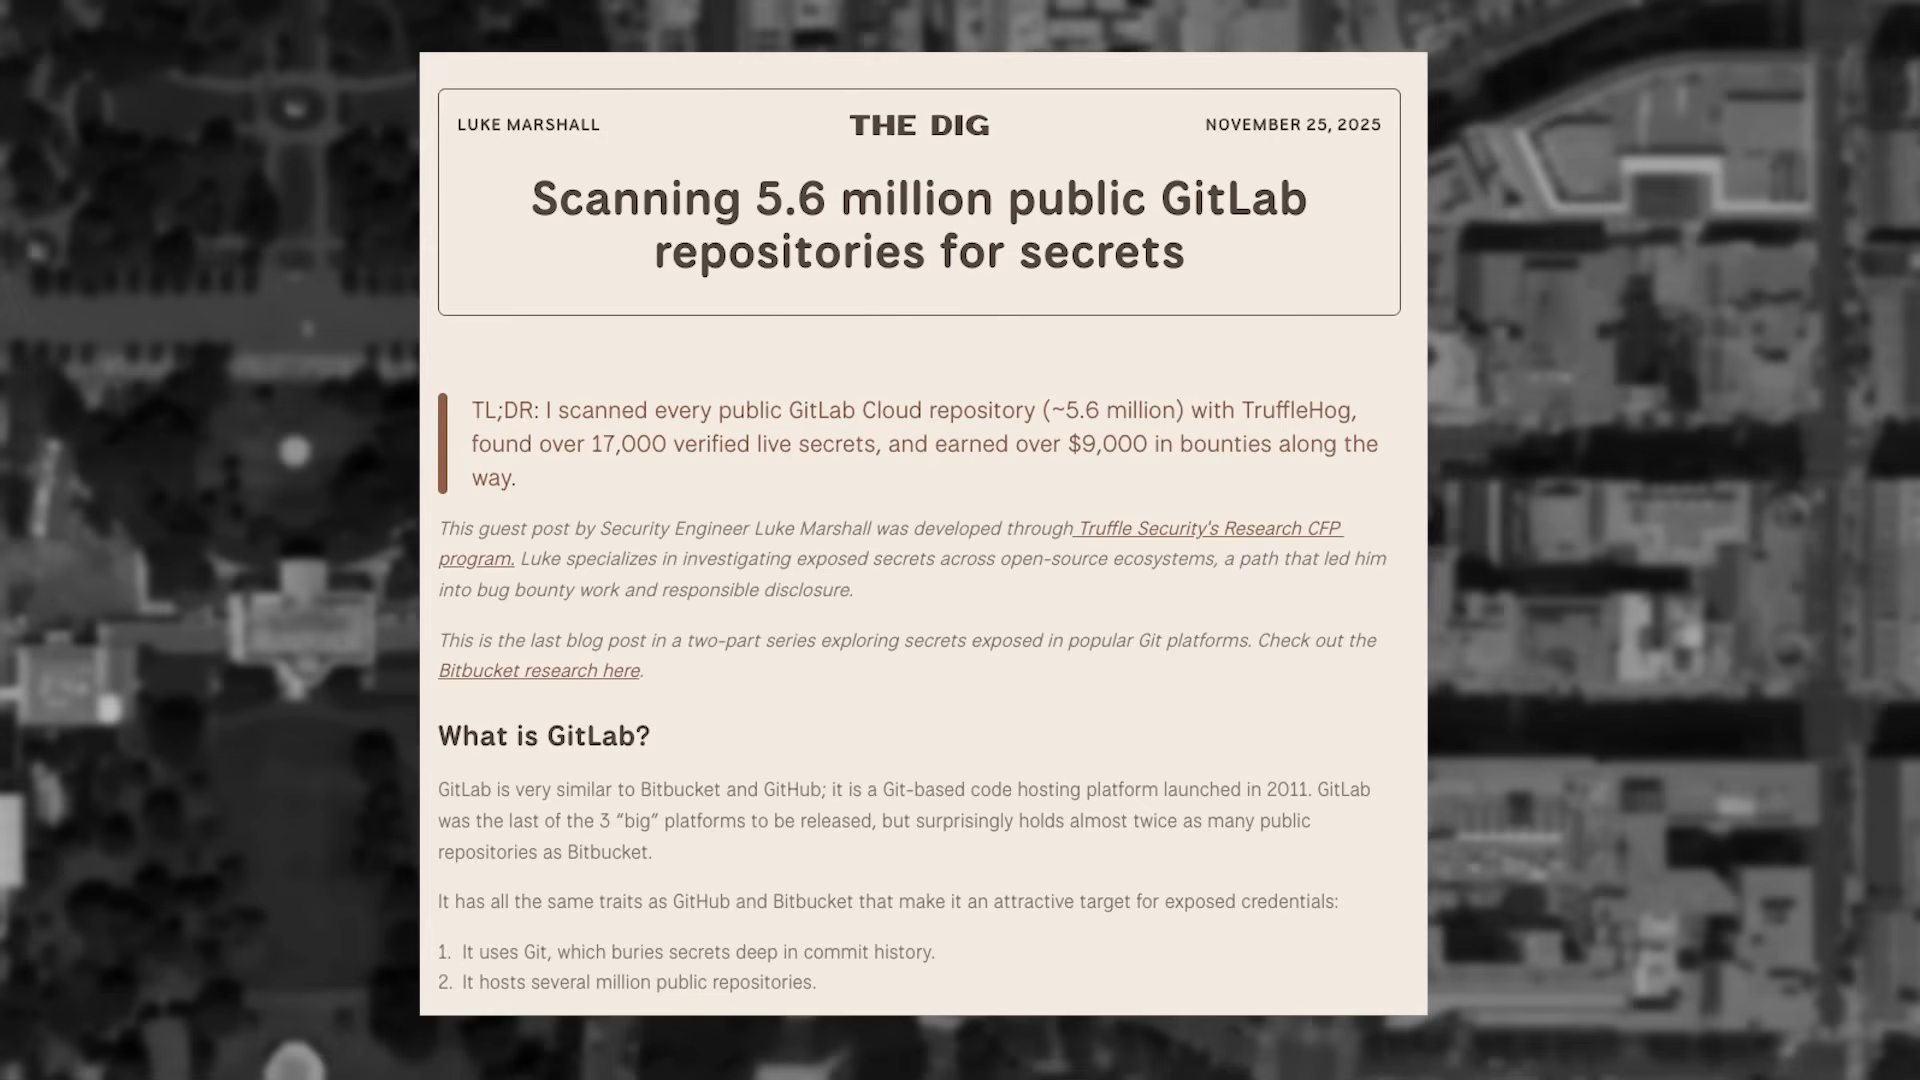 LUKE MARSHALL
THE DIG
NOVEMBER 25, 2025
Scanning 5.6 million public GitLab
repositories for secrets
TL;DR: I scanned every public GitLab Cloud repository (~5.6 million) with TruffleHog,
found over 17,000 verified live secrets, and earned over $9,000 in bounties along the
way.
This guest post by Security Engineer Luke Marshall was developed through Truffle Security's Research CFP
program. Luke specializes in investigating exposed secrets across open-source ecosystems, a path that led him
into bug bounty work and responsible disclosure.
This is the last blog post in a two-part series exploring secrets exposed in popular Git platforms. Check out the
Bitbucket research here.
What is GitLab?
GitLab is very similar to Bitbucket and GitHub; it is a Git-based code hosting platform launched in 2011. GitLab
was the last of the 3 “big” platforms to be released, but surprisingly holds almost twice as many public
repositories as Bitbucket.
It has all the same traits as GitHub and Bitbucket that make it an attractive target for exposed credentials:
1. It uses Git, which buries secrets deep in commit history.
2. It hosts several million public repositories.